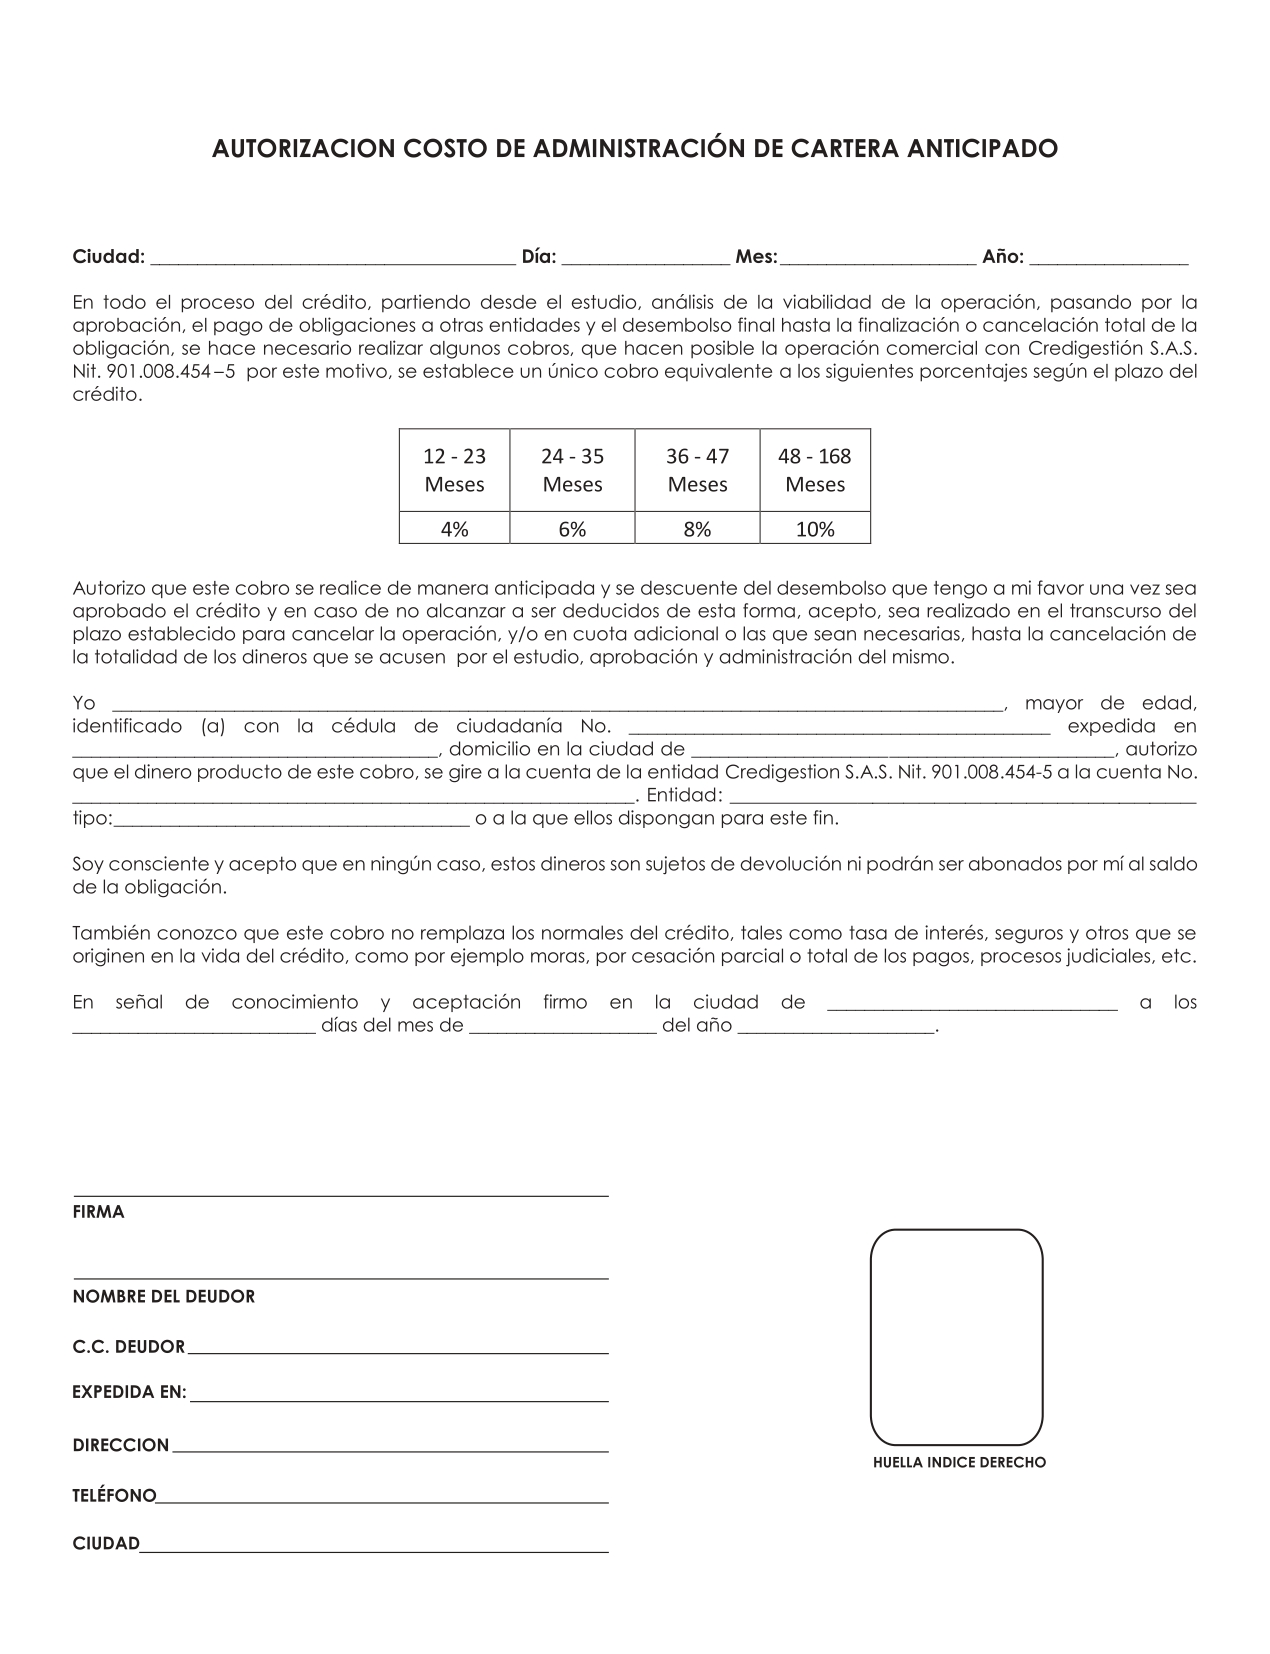 AUTORIZACION COSTO DE ADMINISTRACIÓN DE CARTERA ANTICIPADO
Ciudad: ______________________________________ Día: _________________ Mes:____________________ Año: ________________
En todo el proceso del crédito, partiendo desde el estudio, análisis de la viabilidad de la operación, pasando por la
aprobación, el pago de obligaciones a otras entidades y el desembolso final hasta la finalización o cancelación total de la
obligación, se hace necesario realizar algunos cobros, que hacen posible la operación comercial con Credigestión S.A.S.
Nit. 901.008.454–5 por este motivo, se establece un único cobro equivalente a los siguientes porcentajes según el plazo del
crédito.
12 - 23 24 - 35 36 - 47 48 - 168
Meses Meses Meses Meses
4% 6% 8% 10%
Autorizo que este cobro se realice de manera anticipada y se descuente del desembolso que tengo a mi favor una vez sea
aprobado el crédito y en caso de no alcanzar a ser deducidos de esta forma, acepto, sea realizado en el transcurso del
plazo establecido para cancelar la operación, y/o en cuota adicional o las que sean necesarias, hasta la cancelación de
la totalidad de los dineros que se acusen por el estudio, aprobación y administración del mismo.
Yo ______________________________________________________________________________, mayor de edad,
identificado (a) con la cédula de ciudadanía No. ___________________________________________ expedida en
_____________________________________, domicilio en la ciudad de ___________________________________________, autorizo
que el dinero producto de este cobro, se gire a la cuenta de la entidad Credigestion S.A.S. Nit. 901.008.454-5 a la cuenta No.
_________________________________________________________. Entidad: _______________________________________________
tipo:____________________________________ o a la que ellos dispongan para este fin.
Soy consciente y acepto que en ningún caso, estos dineros son sujetos de devolución ni podrán ser abonados por mí al saldo
de la obligación.
También conozco que este cobro no remplaza los normales del crédito, tales como tasa de interés, seguros y otros que se
originen en la vida del crédito, como por ejemplo moras, por cesación parcial o total de los pagos, procesos judiciales, etc.
En señal de conocimiento y aceptación firmo en la ciudad de _____________________________ a los
_________________________ días del mes de ___________________ del año ____________________.
FIRMA
NOMBRE DEL DEUDOR
C.C. DEUDOR
EXPEDIDA EN:
DIRECCION
HUELLA INDICE DERECHO
TELÉFONO
CIUDAD